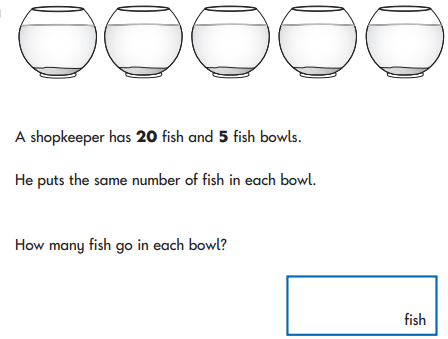 A shopkeeper has 20 fish and 5 fish bowls.
He puts the same number of fish in each bowl.
How many fish go in each bowl?
fish